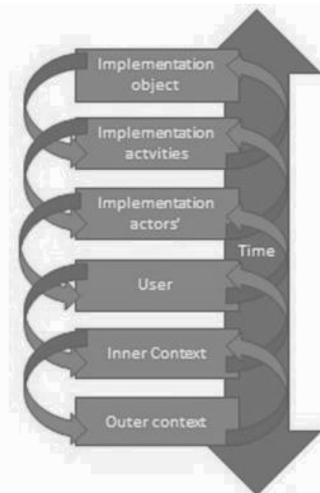 Implementation
object
Implementation
actvities
Implementation
actors'
Time
User
Inner Context
Outer context